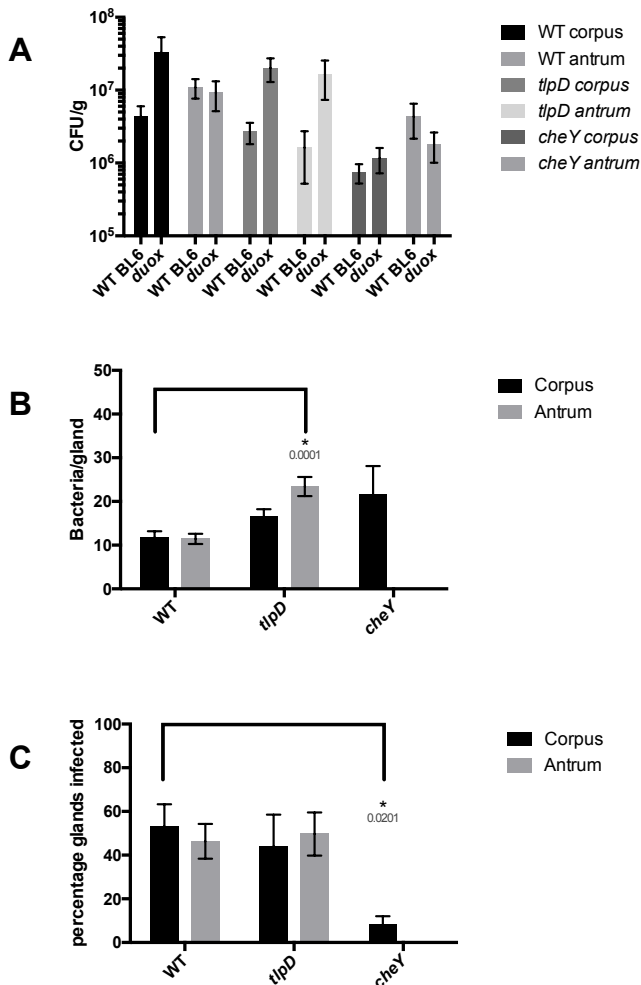 A
CFU/g
10^8
10^7
10^6
10^5
WT BL6
duox
WT BL6
duox
WT BL6
duox
WT BL6
duox
WT BL6
duox
WT BL6
duox
WT corpus
WT antrum
tlpD corpus
tlpD antrum
cheY corpus
cheY antrum
B
Bacteria/gland
50
40
30
20
10
0
*
0.0001
WT
tlpD
cheY
Corpus
Antrum
C
percentage glands infected
100
80
60
40
20
0
*
0.0201
WT
tlpD
cheY
Corpus
Antrum